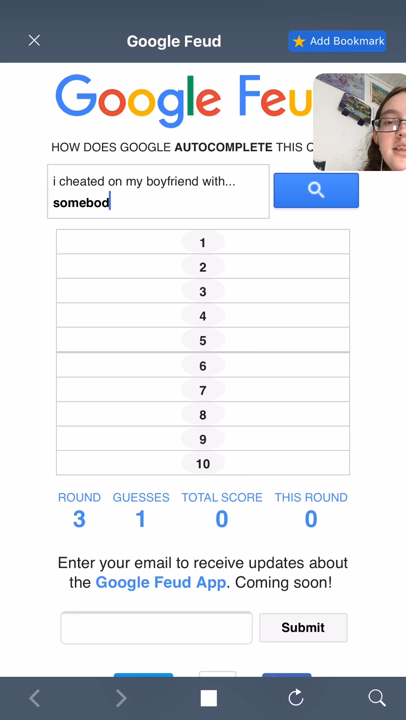 Google Feud
Add Bookmark
Google Feu
HOW DOES GOOGLE AUTOCOMPLETE THIS
i cheated on my boyfriend with...
somebod
1
2
3
4
5
6
7
8
9
10
ROUND GUESSES TOTAL SCORE THIS ROUND
3 1 0 0
Enter your email to receive updates about
the Google Feud App. Coming soon!
Submit